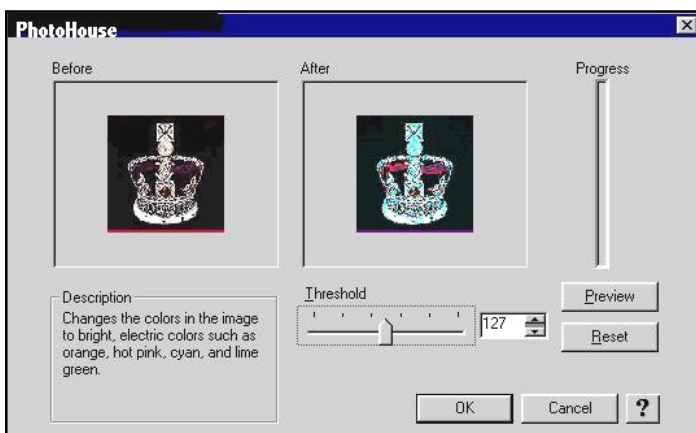 PhotoHouse
Before
After
Progress
Description
Changes the colors in the image
to bright, electric colors such as
orange, hot pink, cyan, and lime
green.
Threshold
127
Preview
Reset
OK
Cancel
?